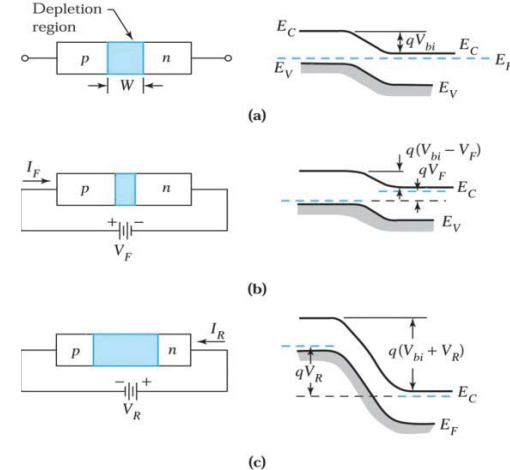 Depletion
region
p n
W
E_C
qV_bi
E_C
E_V
E_V
(a)
I_F
p n
+ −
V_F
q(V_bi − V_F)
qV_F
E_C
E_V
(b)
I_R
p n
− +
V_R
qV_R
q(V_bi + V_R)
E_C
E_F
(c)